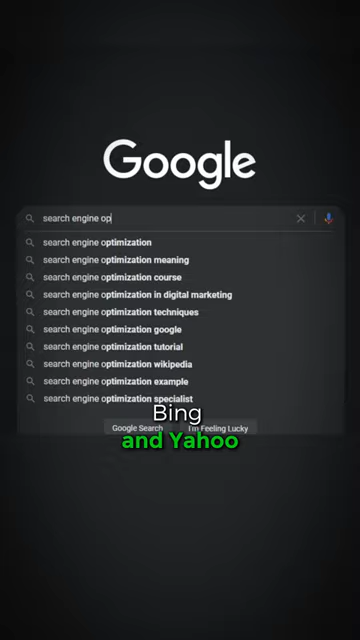 Google
search engine op
search engine optimization
search engine optimization meaning
search engine optimization course
search engine optimization in digital marketing
search engine optimization techniques
search engine optimization google
search engine optimization tutorial
search engine optimization wikipedia
search engine optimization example
search engine optimization specialist
Bing
Google Search
I'm Feeling Lucky
and Yahoo